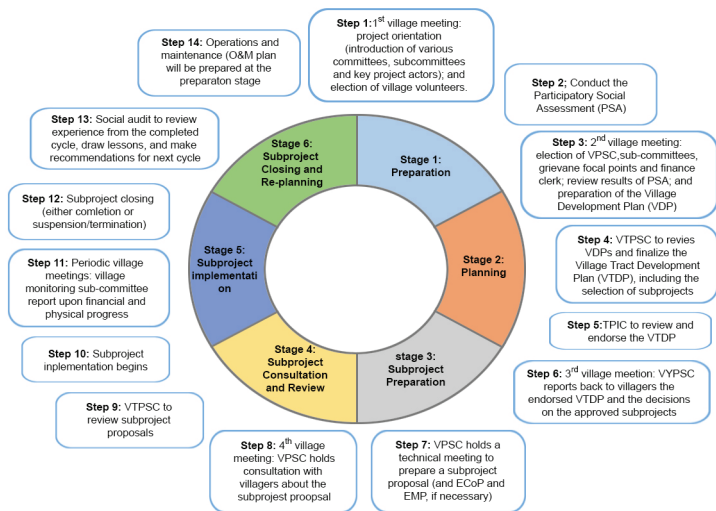 Step 1:1st village meeting:
project orientation
(introduction of various
committees, subcommittees
and key project actors); and
election of village volunteers.
Step 2; Conduct the
Participatory Social
Assessment (PSA)
Step 3: 2nd village meeting:
election of VPSC,sub-committees,
grievane focal points and finance
clerk; review results of PSA; and
preparation of the Village
Development Plan (VDP)
Step 4: VTPSC to revies
VDPs and finalize the
Village Tract Development
Plan (VTDP), including the
selection of subprojects
Step 5:TPIC to review and
endorse the VTDP
Step 6: 3rd village meetion: VYPSC
reports back to villagers the
endorsed VTDP and the decisions
on the approved subprojects
Step 7: VPSC holds a
technical meeting to
prepare a subproject
proposal (and ECoP and
EMP, if necessary)
Step 8: 4th village
meeting: VPSC holds
consultation with
villagers about the
subprojest proopsal
Step 9: VTPSC to
review subproject
proposals
Step 10: Subproject
inplementation begins
Step 11: Periodic village
meetings: village
monitoring sub-committee
report upon financial and
physical progress
Step 12: Subproject closing
(either comletion or
suspension/termination)
Step 13: Social audit to review
experience from the completed
cycle, draw lessons, and make
recommendations for next cycle
Step 14: Operations and
maintenance (O&M plan
will be prepared at the
preparaton stage
Stage 1:
Preparation
Stage 2:
Planning
stage 3:
Subproject
Preparation
Stage 4:
Subproject
Consultation
and Review
Stage 5:
Subproject
implementati
on
Stage 6:
Subproject
Closing and
Re-planning